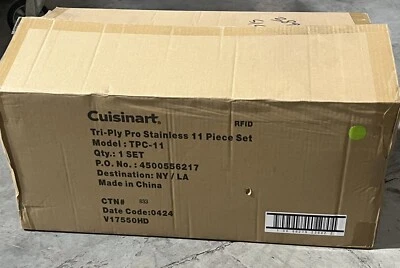 Cuisinart.
RFID
Tri-Ply Pro Stainless 11 Piece Set
Model : TPC-11
Qty.: 1 SET
P.O. No.: 4500556217
Destination: NY / LA
Made in China
CTN#
Date Code:0424
V17550HD